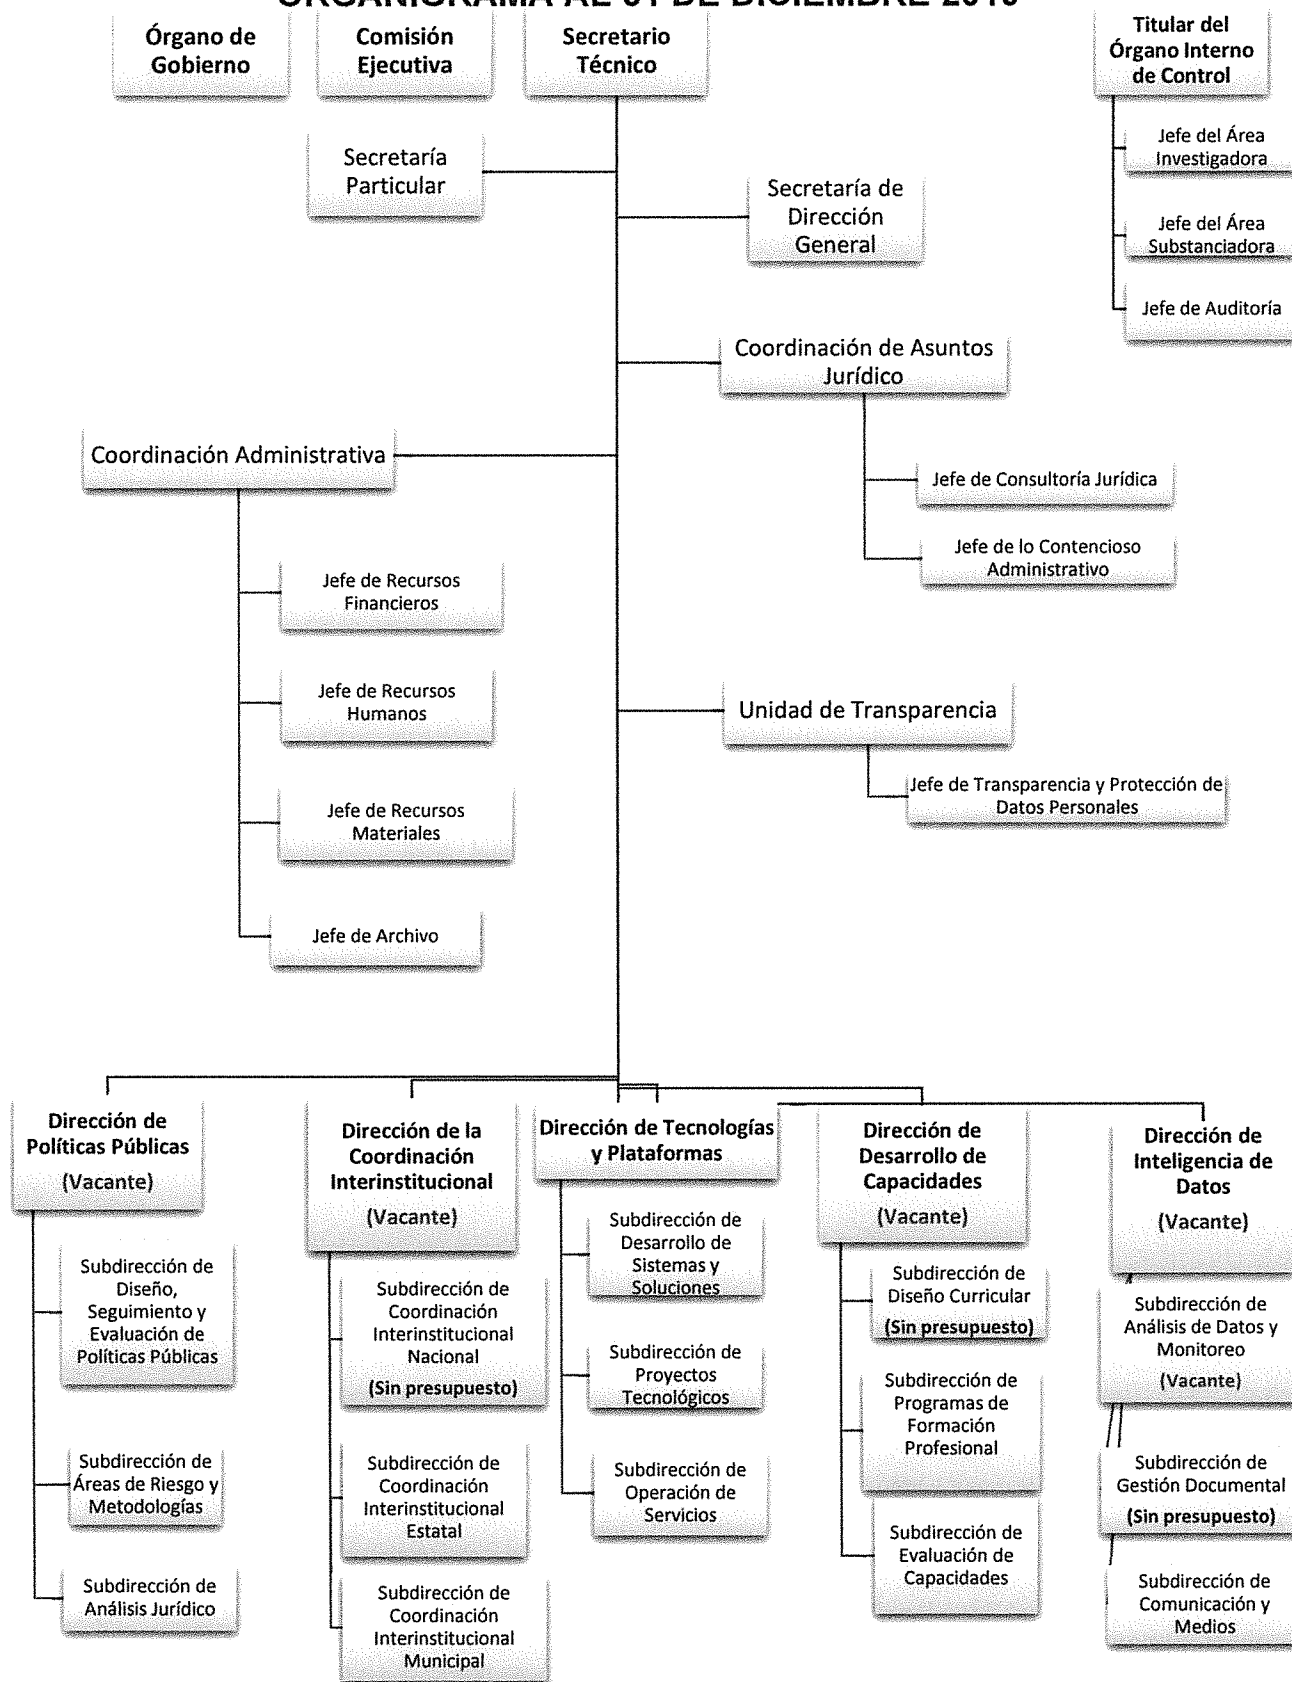 ORGANIGRAMA AL 31 DE DICIEMBRE
Órgano de
Gobierno
Comisión
Ejecutiva
Secretario
Técnico
Titular del
Órgano Interno
de Control
Jefe del Área
Investigadora
Secretaría
Particular
Secretaría de
Dirección
General
Jefe del Área
Substanciadora
Jefe de Auditoría
Coordinación de Asuntos
Jurídico
Coordinación Administrativa
Jefe de Consultoría Jurídica
Jefe de lo Contencioso
Administrativo
Jefe de Recursos
Financieros
Jefe de Recursos
Humanos
Unidad de Transparencia
Jefe de Transparencia y Protección de
Datos Personales
Jefe de Recursos
Materiales
Jefe de Archivo
Dirección de
Políticas Públicas
(Vacante)
Subdirección de
Diseño,
Seguimiento y
Evaluación de
Políticas Públicas
Subdirección de
Áreas de Riesgo y
Metodologías
Subdirección de
Análisis Jurídico
Dirección de la
Coordinación
Interinstitucional
(Vacante)
Subdirección de
Coordinación
Interinstitucional
Nacional
(Sin presupuesto)
Subdirección de
Coordinación
Interinstitucional
Estatal
Subdirección de
Coordinación
Interinstitucional
Municipal
Dirección de Tecnologías
y Plataformas
Subdirección de
Desarrollo de
Sistemas y
Soluciones
Subdirección de
Proyectos
Tecnológicos
Subdirección de
Operación de
Servicios
Dirección de
Desarrollo de
Capacidades
(Vacante)
Subdirección de
Diseño Curricular
(Sin presupuesto)
Subdirección de
Programas de
Formación
Profesional
Subdirección de
Evaluación de
Capacidades
Dirección de
Inteligencia de
Datos
(Vacante)
Subdirección de
Análisis de Datos y
Monitoreo
(Vacante)
Subdirección de
Gestión Documental
(Sin presupuesto)
Subdirección de
Comunicación y
Medios